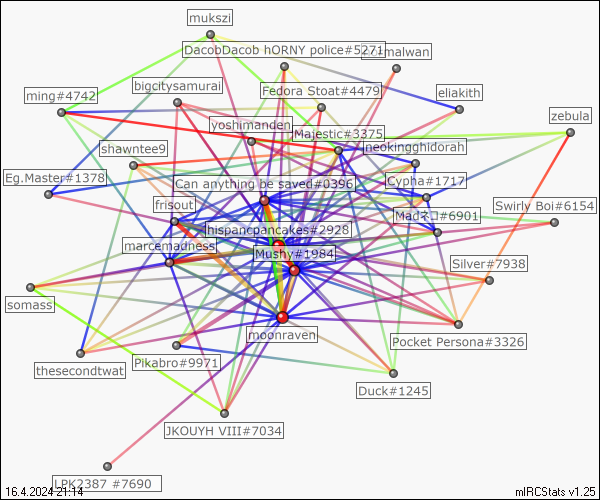 mukszi
DacobDacob hORNY police#5271
malwan
bigcitysamurai
Fedora Stoat#4479
eliakith
ming#4742
zebula
yoshimanden
Majestic#3375
shawntee9
neokingghidorah
Eg.Master#1378
Can anything be saved#0396
Cypha#1717
frisout
Swirly Boi#6154
Madネコ#6901
hispancpancakes#2928
marcemadness
Mushy#1984
Silver#7938
somass
moonraven
Pocket Persona#3326
Pikabro#9971
thesecondtwat
Duck#1245
JKOUYH VIII#7034
LPK2387 #7690
16.4.2024 21:14
mIRCStats v1.25